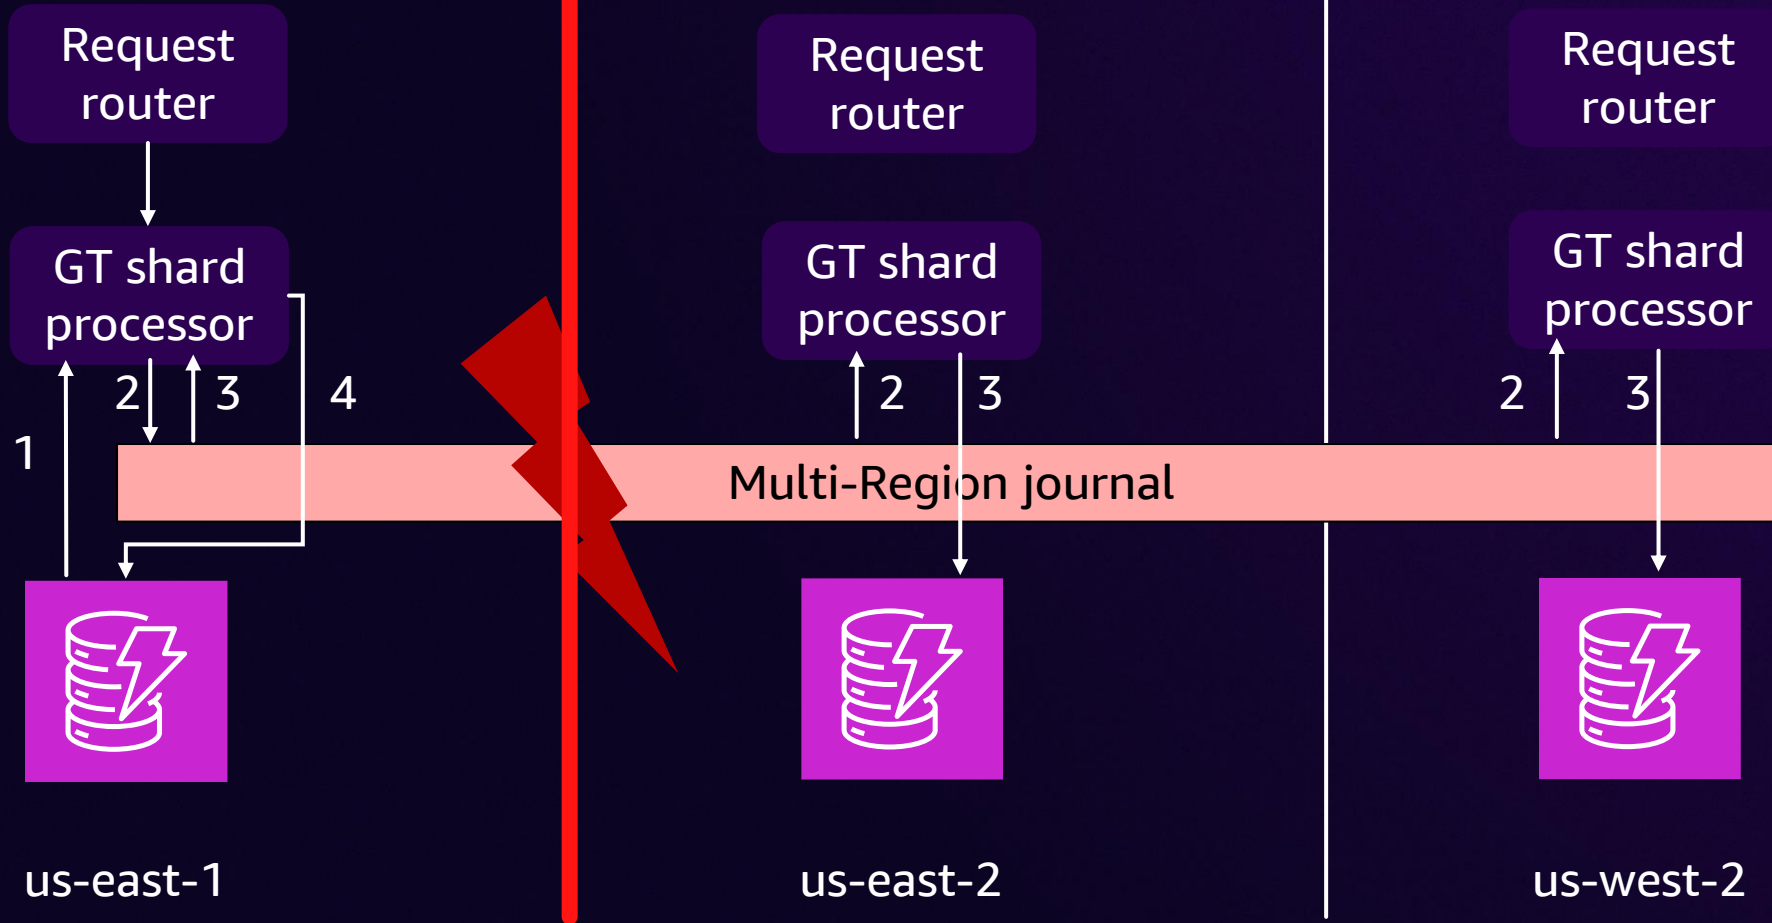 Request
router
Request
router
Request
router
GT shard
processor
GT shard
processor
GT shard
processor
1
2
3
4
2
3
2
3
Multi-Region journal
us-east-1
us-east-2
us-west-2